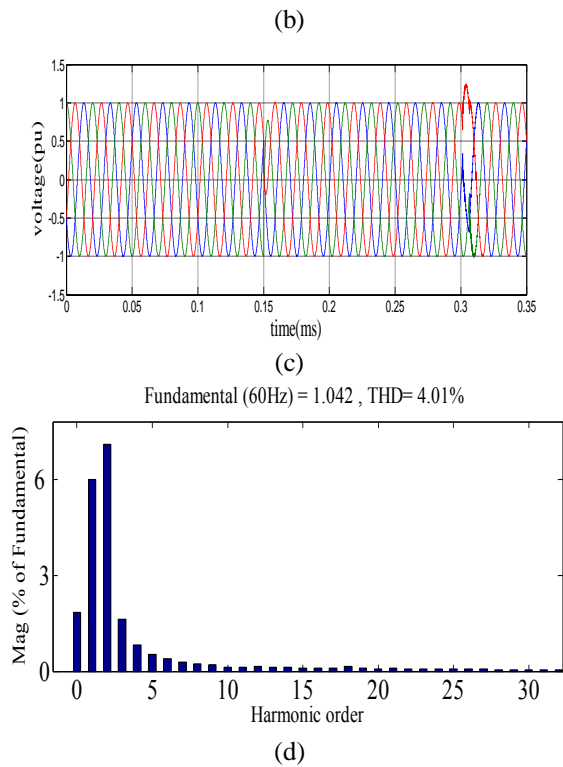 (b)
1.5
1
0.5
0
-0.5
-1
-1.5
voltage(pu)
0 0.05 0.1 0.15 0.2 0.25 0.3 0.35
time(ms)
(c)
Fundamental (60Hz) = 1.042 , THD= 4.01%
Mag (% of Fundamental)
6
3
0
0 5 10 15 20 25 30
Harmonic order
(d)